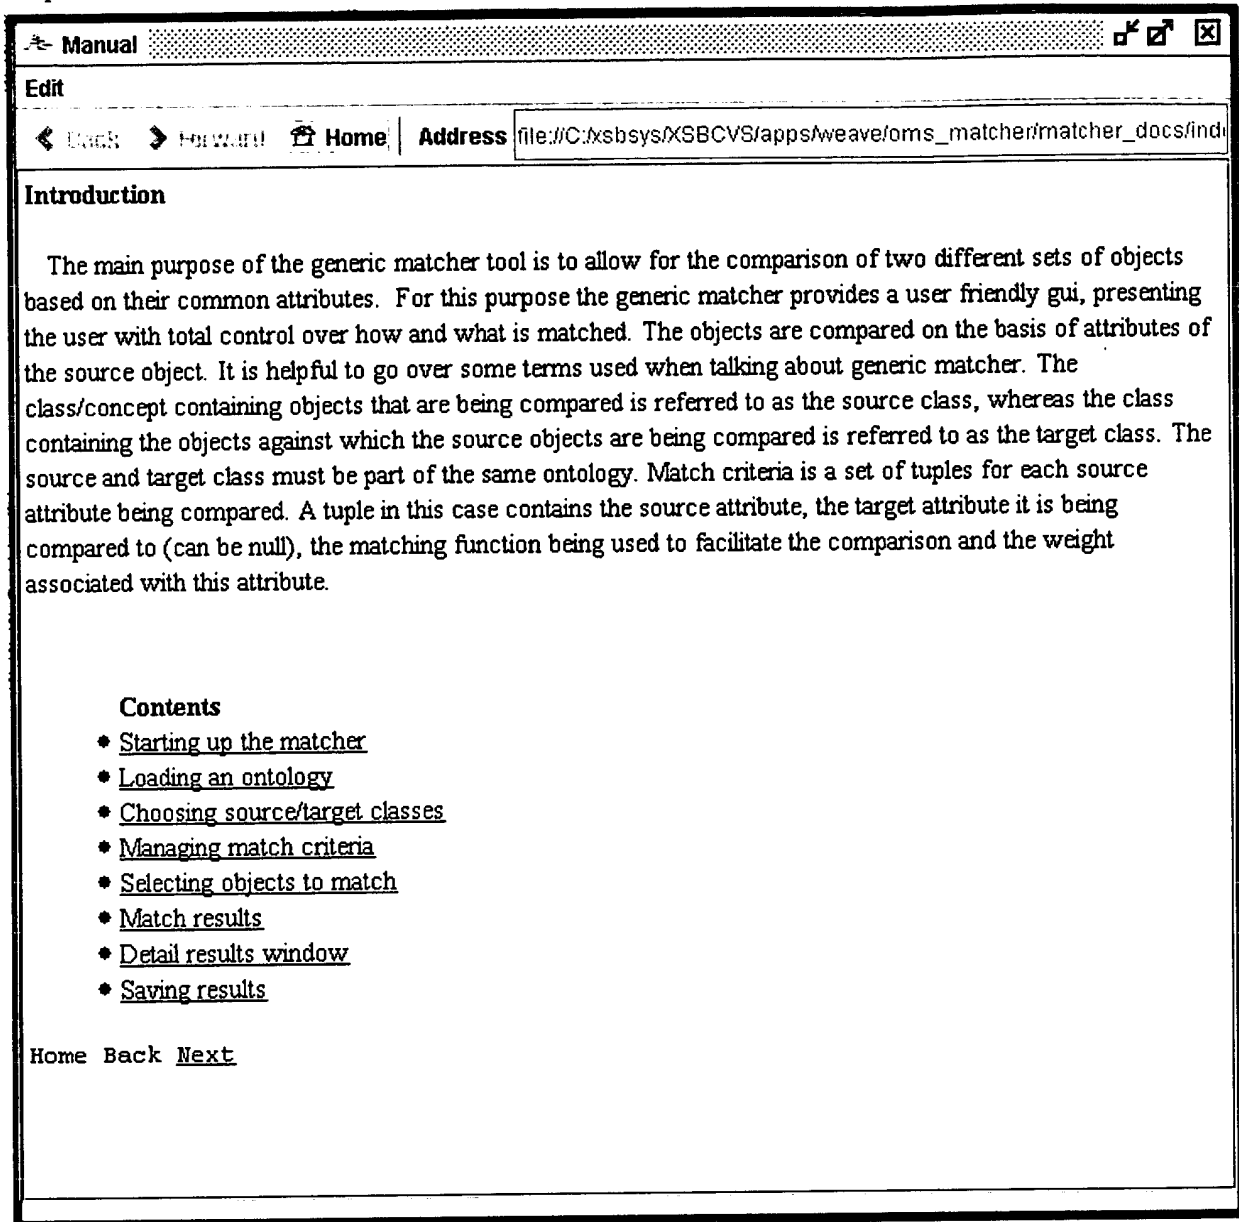 Manual
Edit
Back Forward Home Address file://C:/xsbsys/XSBCVS/apps/weave/oms_matcher/matcher_docs/ind
Introduction
The main purpose of the generic matcher tool is to allow for the comparison of two different sets of objects
based on their common attributes. For this purpose the generic matcher provides a user friendly gui, presenting
the user with total control over how and what is matched. The objects are compared on the basis of attributes of
the source object. It is helpful to go over some terms used when talking about generic matcher. The
class/concept containing objects that are being compared is referred to as the source class, whereas the class
containing the objects against which the source objects are being compared is referred to as the target class. The
source and target class must be part of the same ontology. Match criteria is a set of tuples for each source
attribute being compared. A tuple in this case contains the source attribute, the target attribute it is being
compared to (can be null), the matching function being used to facilitate the comparison and the weight
associated with this attribute.
Contents
Starting up the matcher
Loading an ontology
Choosing source/target classes
Managing match criteria
Selecting objects to match
Match results
Detail results window
Saving results
Home Back Next